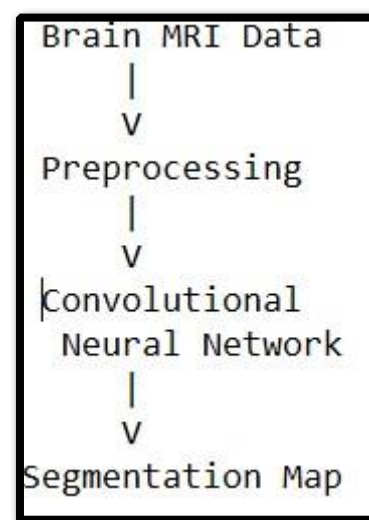 Brain MRI Data
|
v
Preprocessing
|
v
Convolutional
Neural Network
|
v
Segmentation Map